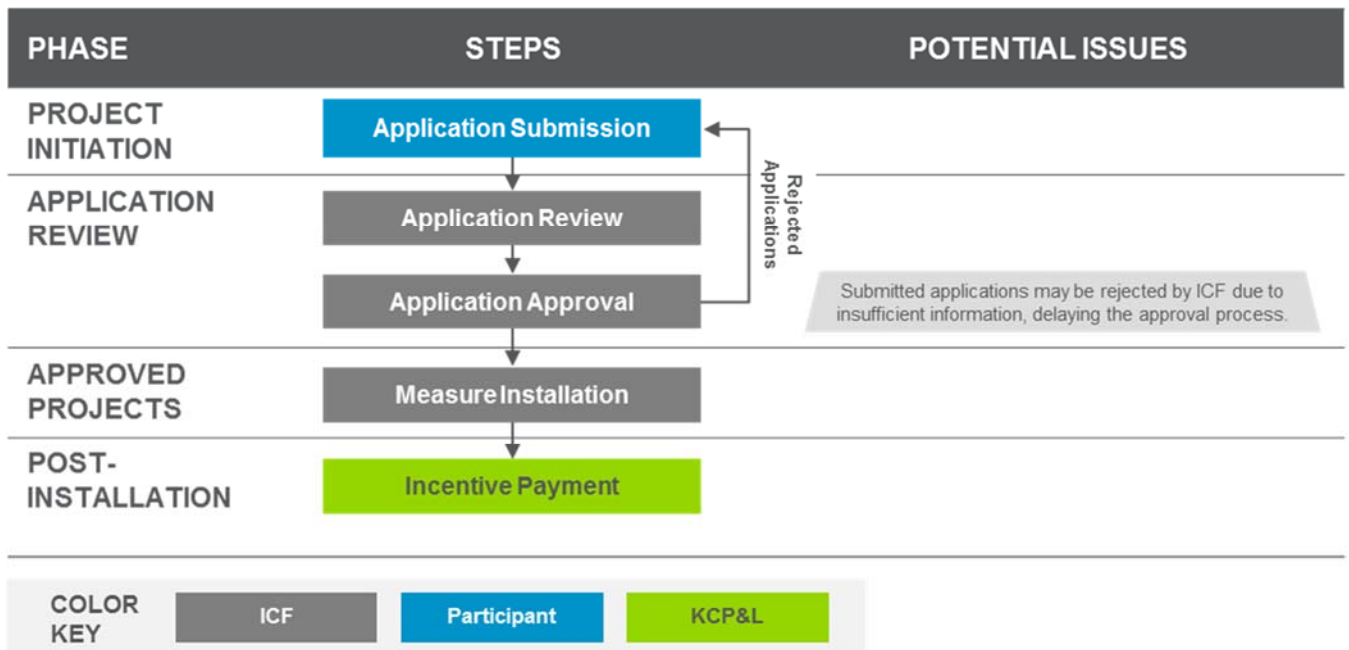 PHASE STEPS POTENTIAL ISSUES
PROJECT
INITIATION
Application Submission
Rejected
Applications
APPLICATION
REVIEW
Application Review
Application Approval
Submitted applications may be rejected by ICF due to
insufficient information, delaying the approval process.
APPROVED
PROJECTS
Measure Installation
POST-
INSTALLATION
Incentive Payment
COLOR
KEY
ICF
Participant
KCP&L